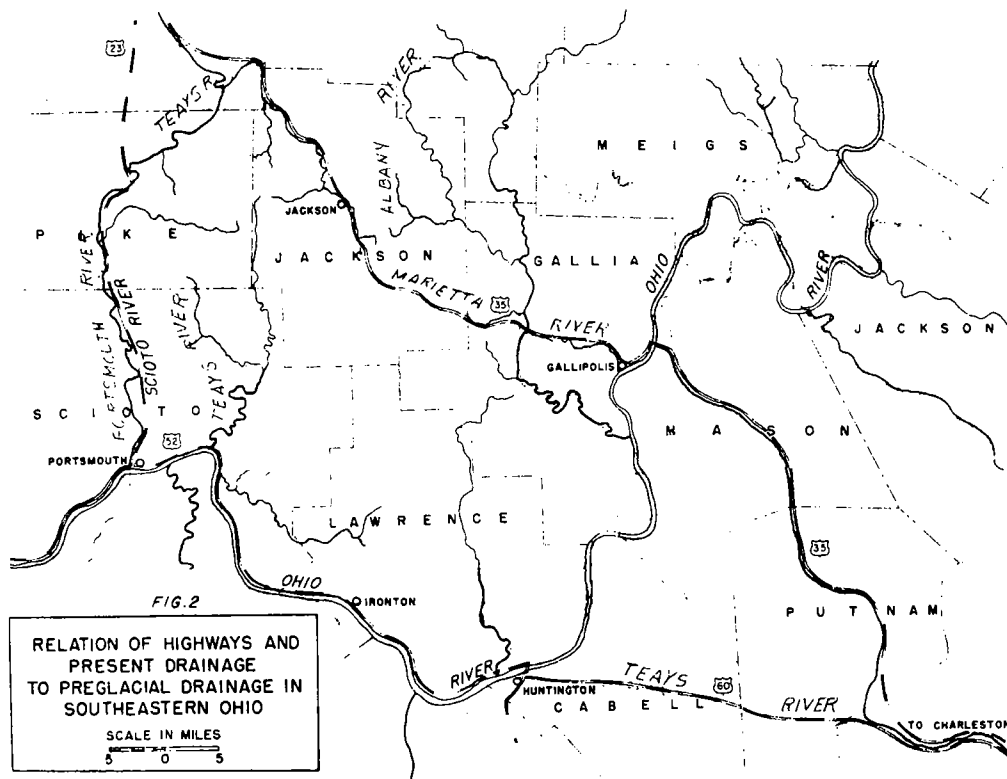 23
TEAYS R.
RIVER
MEIGS
ALBANY
JACKSON
PIKE
JACKSON
GALLIA
OHIO
RIVER
RIVER
MARIETTA
35
RIVER
JACKSON
SCIOTO RIVER
RIVER
GALLIPOLIS
TEAYS
SCIOTO
MASON
52
PORTSMOUTH
LAWRENCE
35
OHIO
IRONTON
PUTNAM
FIG. 2
RELATION OF HIGHWAYS AND
PRESENT DRAINAGE
TO PREGLACIAL DRAINAGE IN
SOUTHEASTERN OHIO
SCALE IN MILES
5 0 5
RIVER
HUNTINGTON
TEAYS
60
RIVER
CABELL
TO CHARLESTON